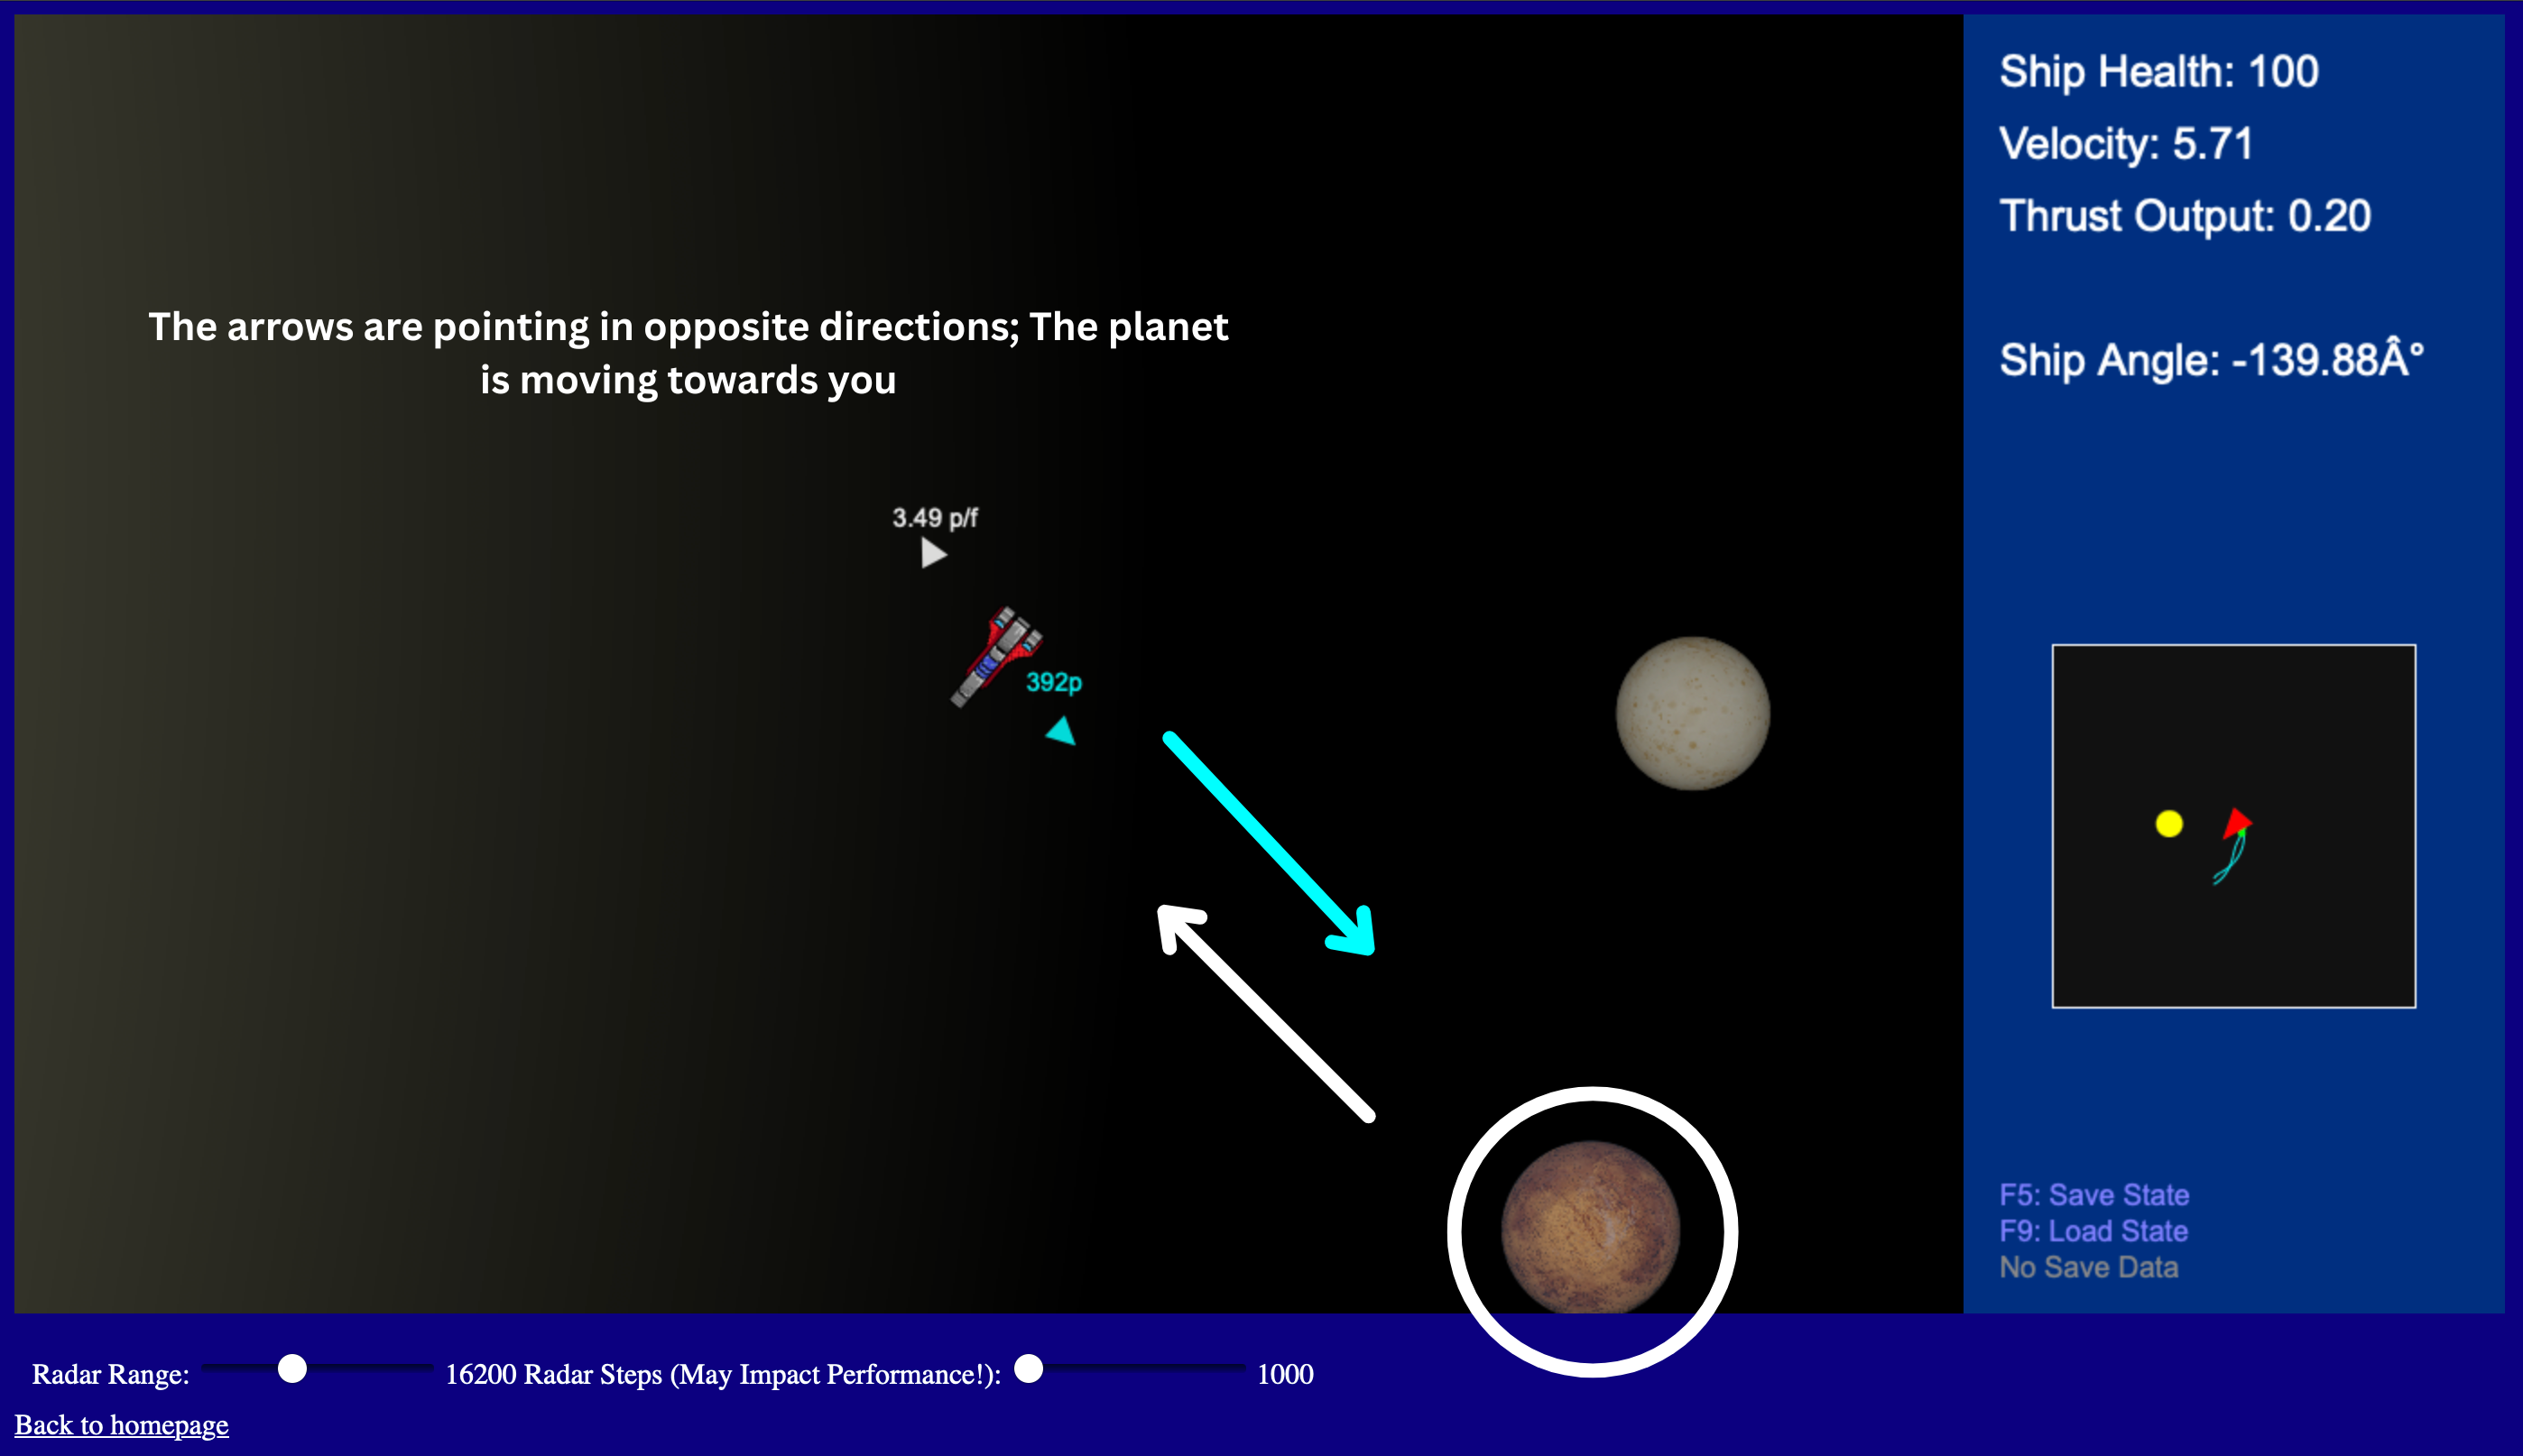 Ship Health: 100
Velocity: 5.71
Thrust Output: 0.20
Ship Angle: -139.88Â°
The arrows are pointing in opposite directions; The planet
is moving towards you
3.49 p/f
392p
F5: Save State
F9: Load State
No Save Data
Radar Range: 16200 Radar Steps (May Impact Performance!): 1000
Back to homepage